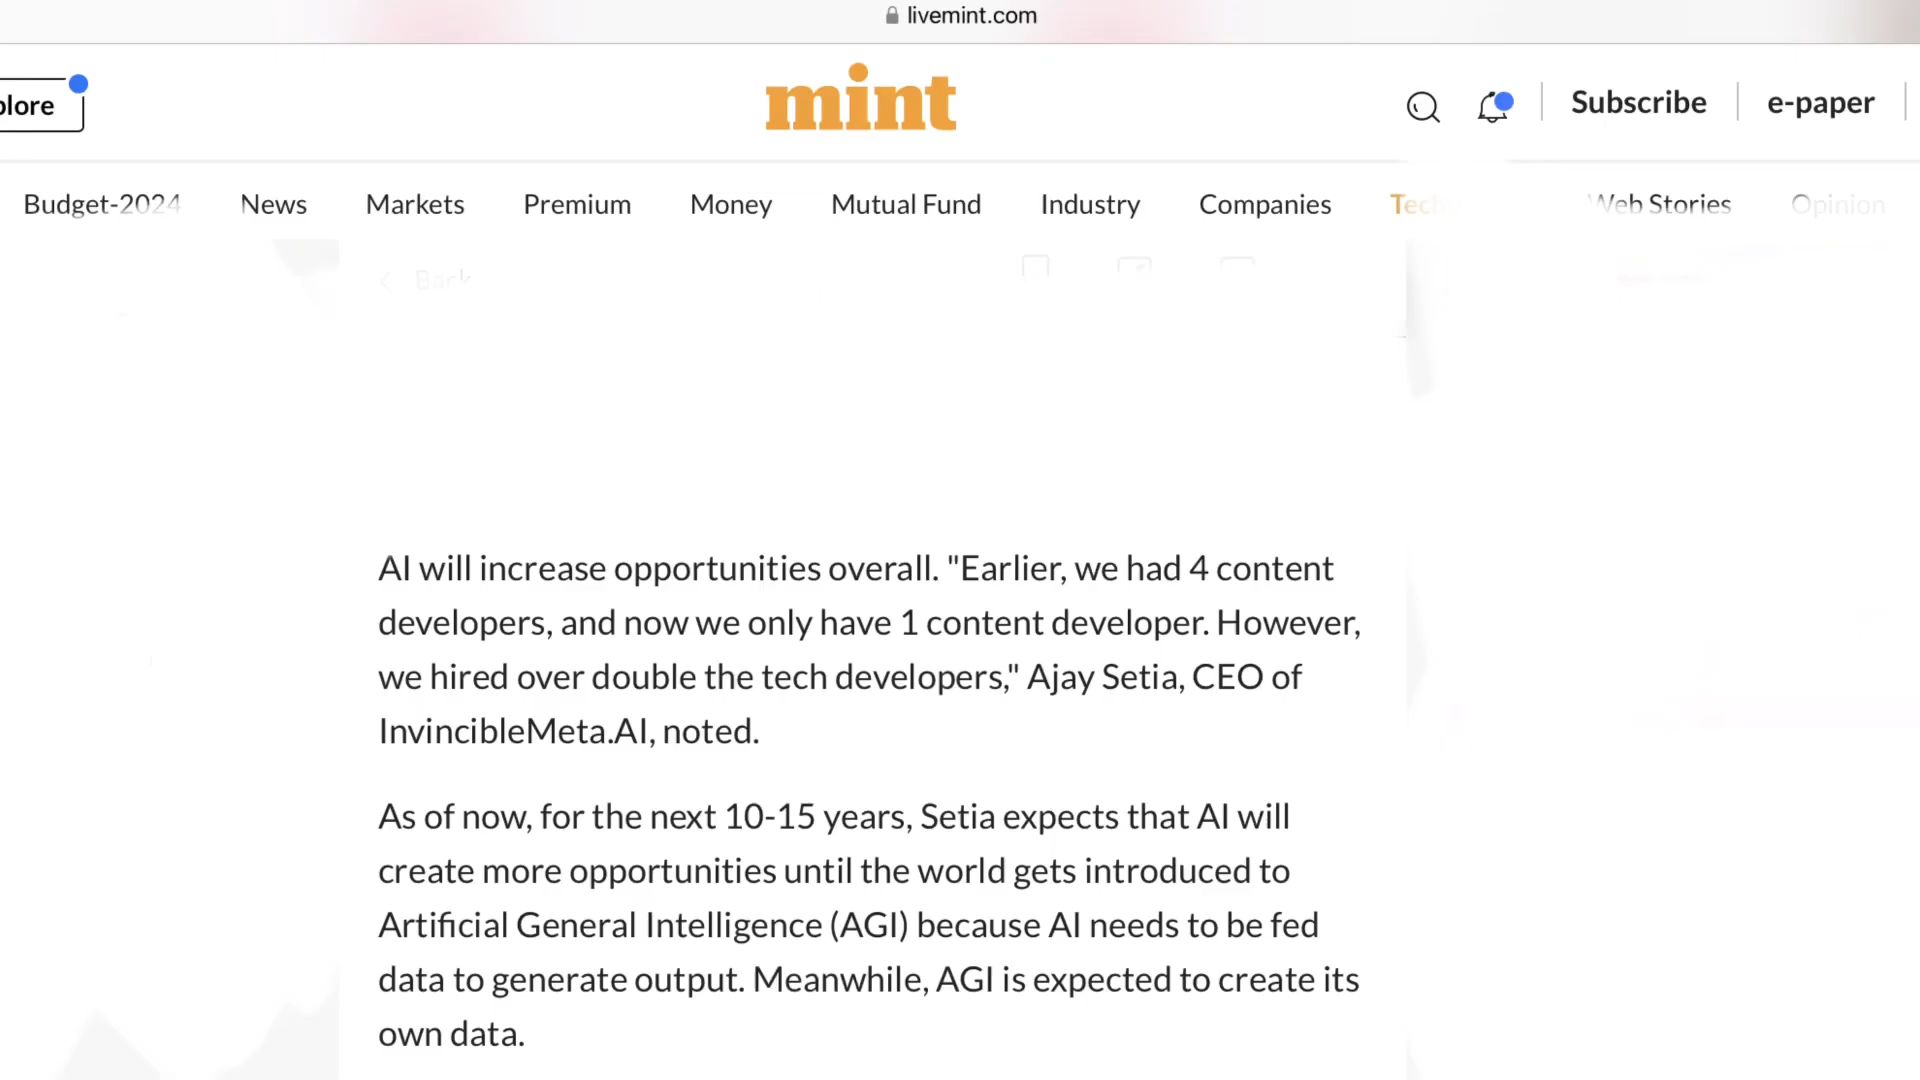 livemint.com
plore
mint
Subscribe
e-paper
Budget-2024 News Markets Premium Money Mutual Fund Industry Companies Tech Web Stories Opinion
Back
AI will increase opportunities overall. "Earlier, we had 4 content
developers, and now we only have 1 content developer. However,
we hired over double the tech developers," Ajay Setia, CEO of
InvincibleMeta.AI, noted.
As of now, for the next 10-15 years, Setia expects that AI will
create more opportunities until the world gets introduced to
Artificial General Intelligence (AGI) because AI needs to be fed
data to generate output. Meanwhile, AGI is expected to create its
own data.